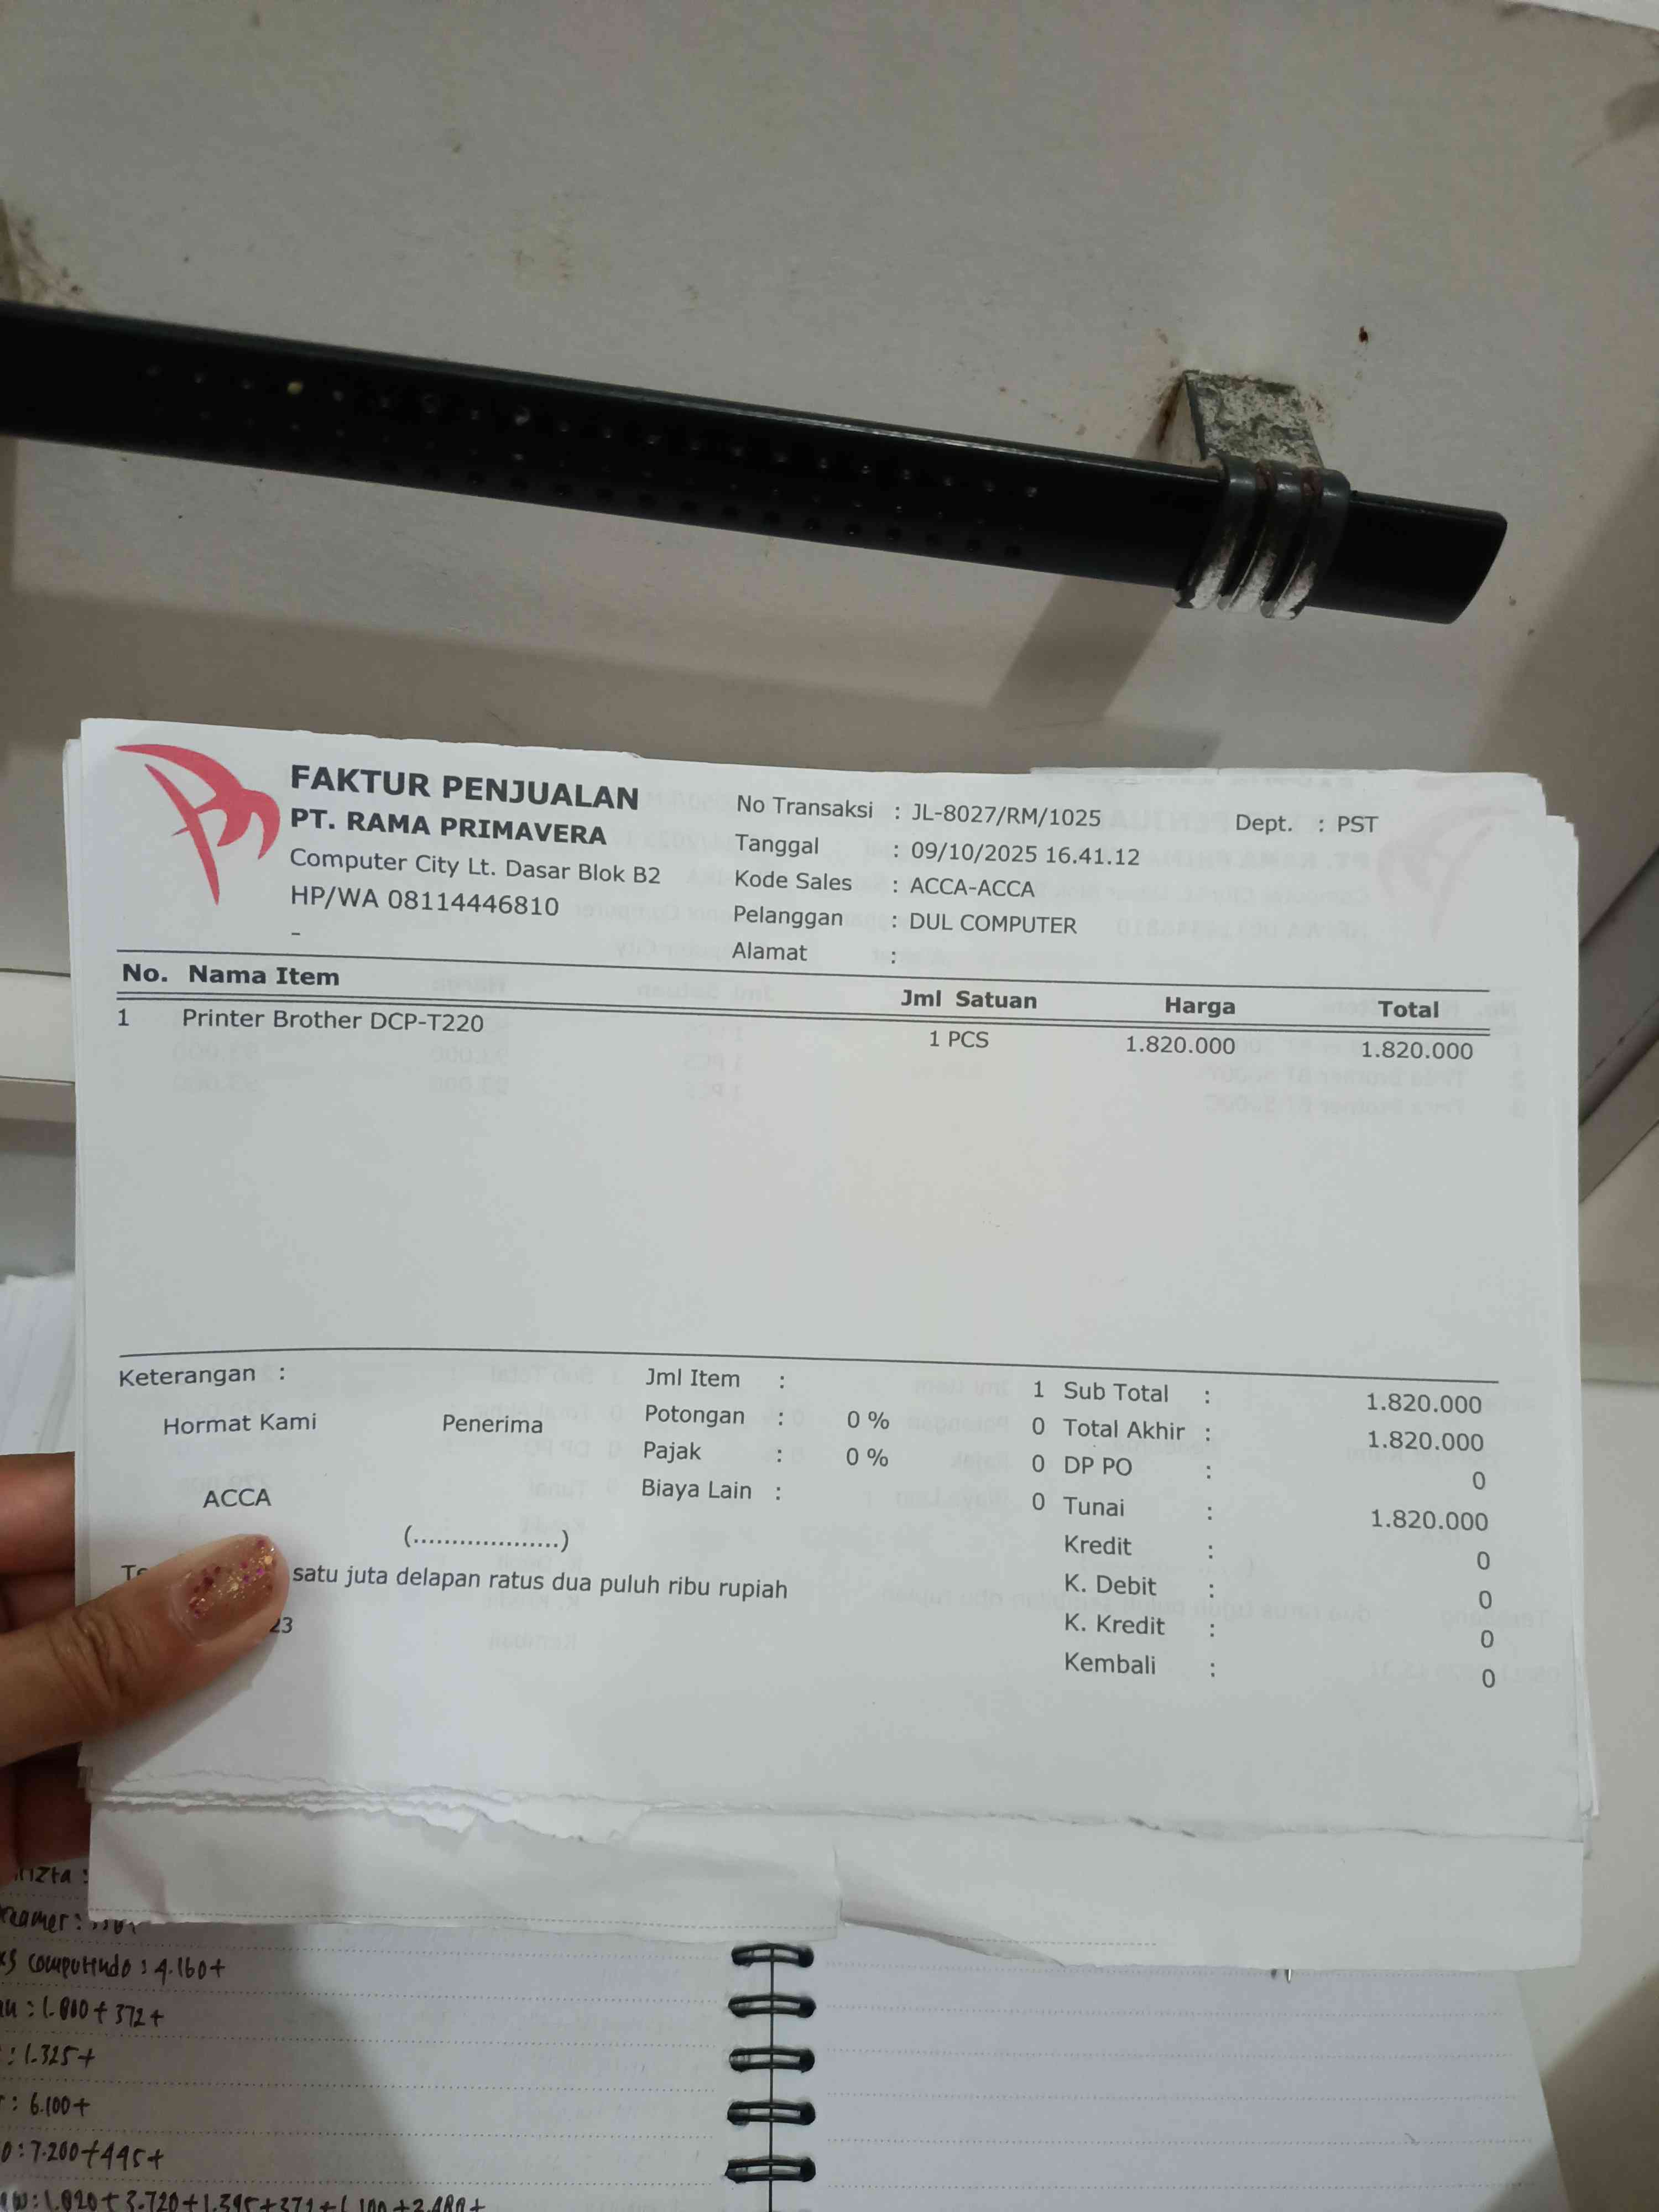 FAKTUR PENJUALAN
PT. RAMA PRIMAVERA
Computer City Lt. Dasar Blok B2
HP/WA 08114446810
-
No Transaksi : JL-8027/RM/1025 Dept. : PST
Tanggal : 09/10/2025 16.41.12
Kode Sales : ACCA-ACCA
Pelanggan : DUL COMPUTER
Alamat :
No. Nama Item Jml Satuan Harga Total
1 Printer Brother DCP-T220 1 PCS 1.820.000 1.820.000
Keterangan :
Hormat Kami Penerima
ACCA
(...................)
satu juta delapan ratus dua puluh ribu rupiah
23
Jml Item : 1
Potongan : 0 % 0
Pajak : 0 % 0
Biaya Lain : 0
Sub Total : 1.820.000
Total Akhir : 1.820.000
DP PO : 0
Tunai : 1.820.000
Kredit : 0
K. Debit : 0
K. Kredit : 0
Kembali : 0
computindo : 4.160+
: 1.800+372+
: 1.325+
: 6.100+
: 7.200+445+